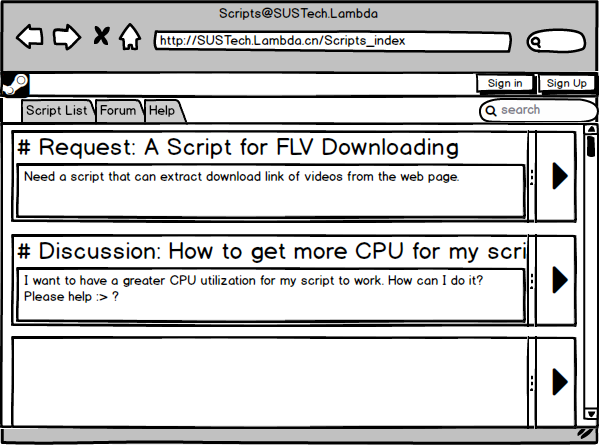 Scripts@SUSTech.Lambda
http://SUSTech.Lambda.cn/Scripts_index
Sign in
Sign Up
Script List
Forum
Help
search
# Request: A Script for FLV Downloading
Need a script that can extract download link of videos from the web page.
# Discussion: How to get more CPU for my scri
I want to have a greater CPU utilization for my script to work. How can I do it?
Please help :> ?